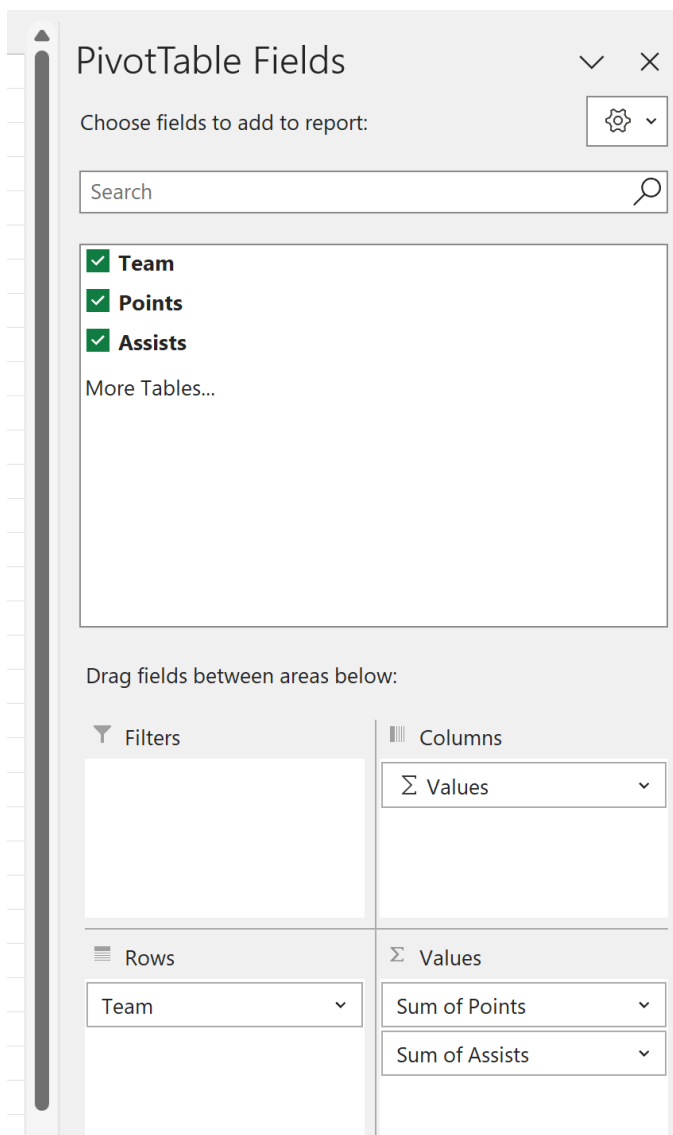 PivotTable Fields
Choose fields to add to report:
Search
Team
Points
Assists
More Tables...
Drag fields between areas below:
Filters
Columns
Σ Values
Rows
Σ Values
Team
Sum of Points
Sum of Assists